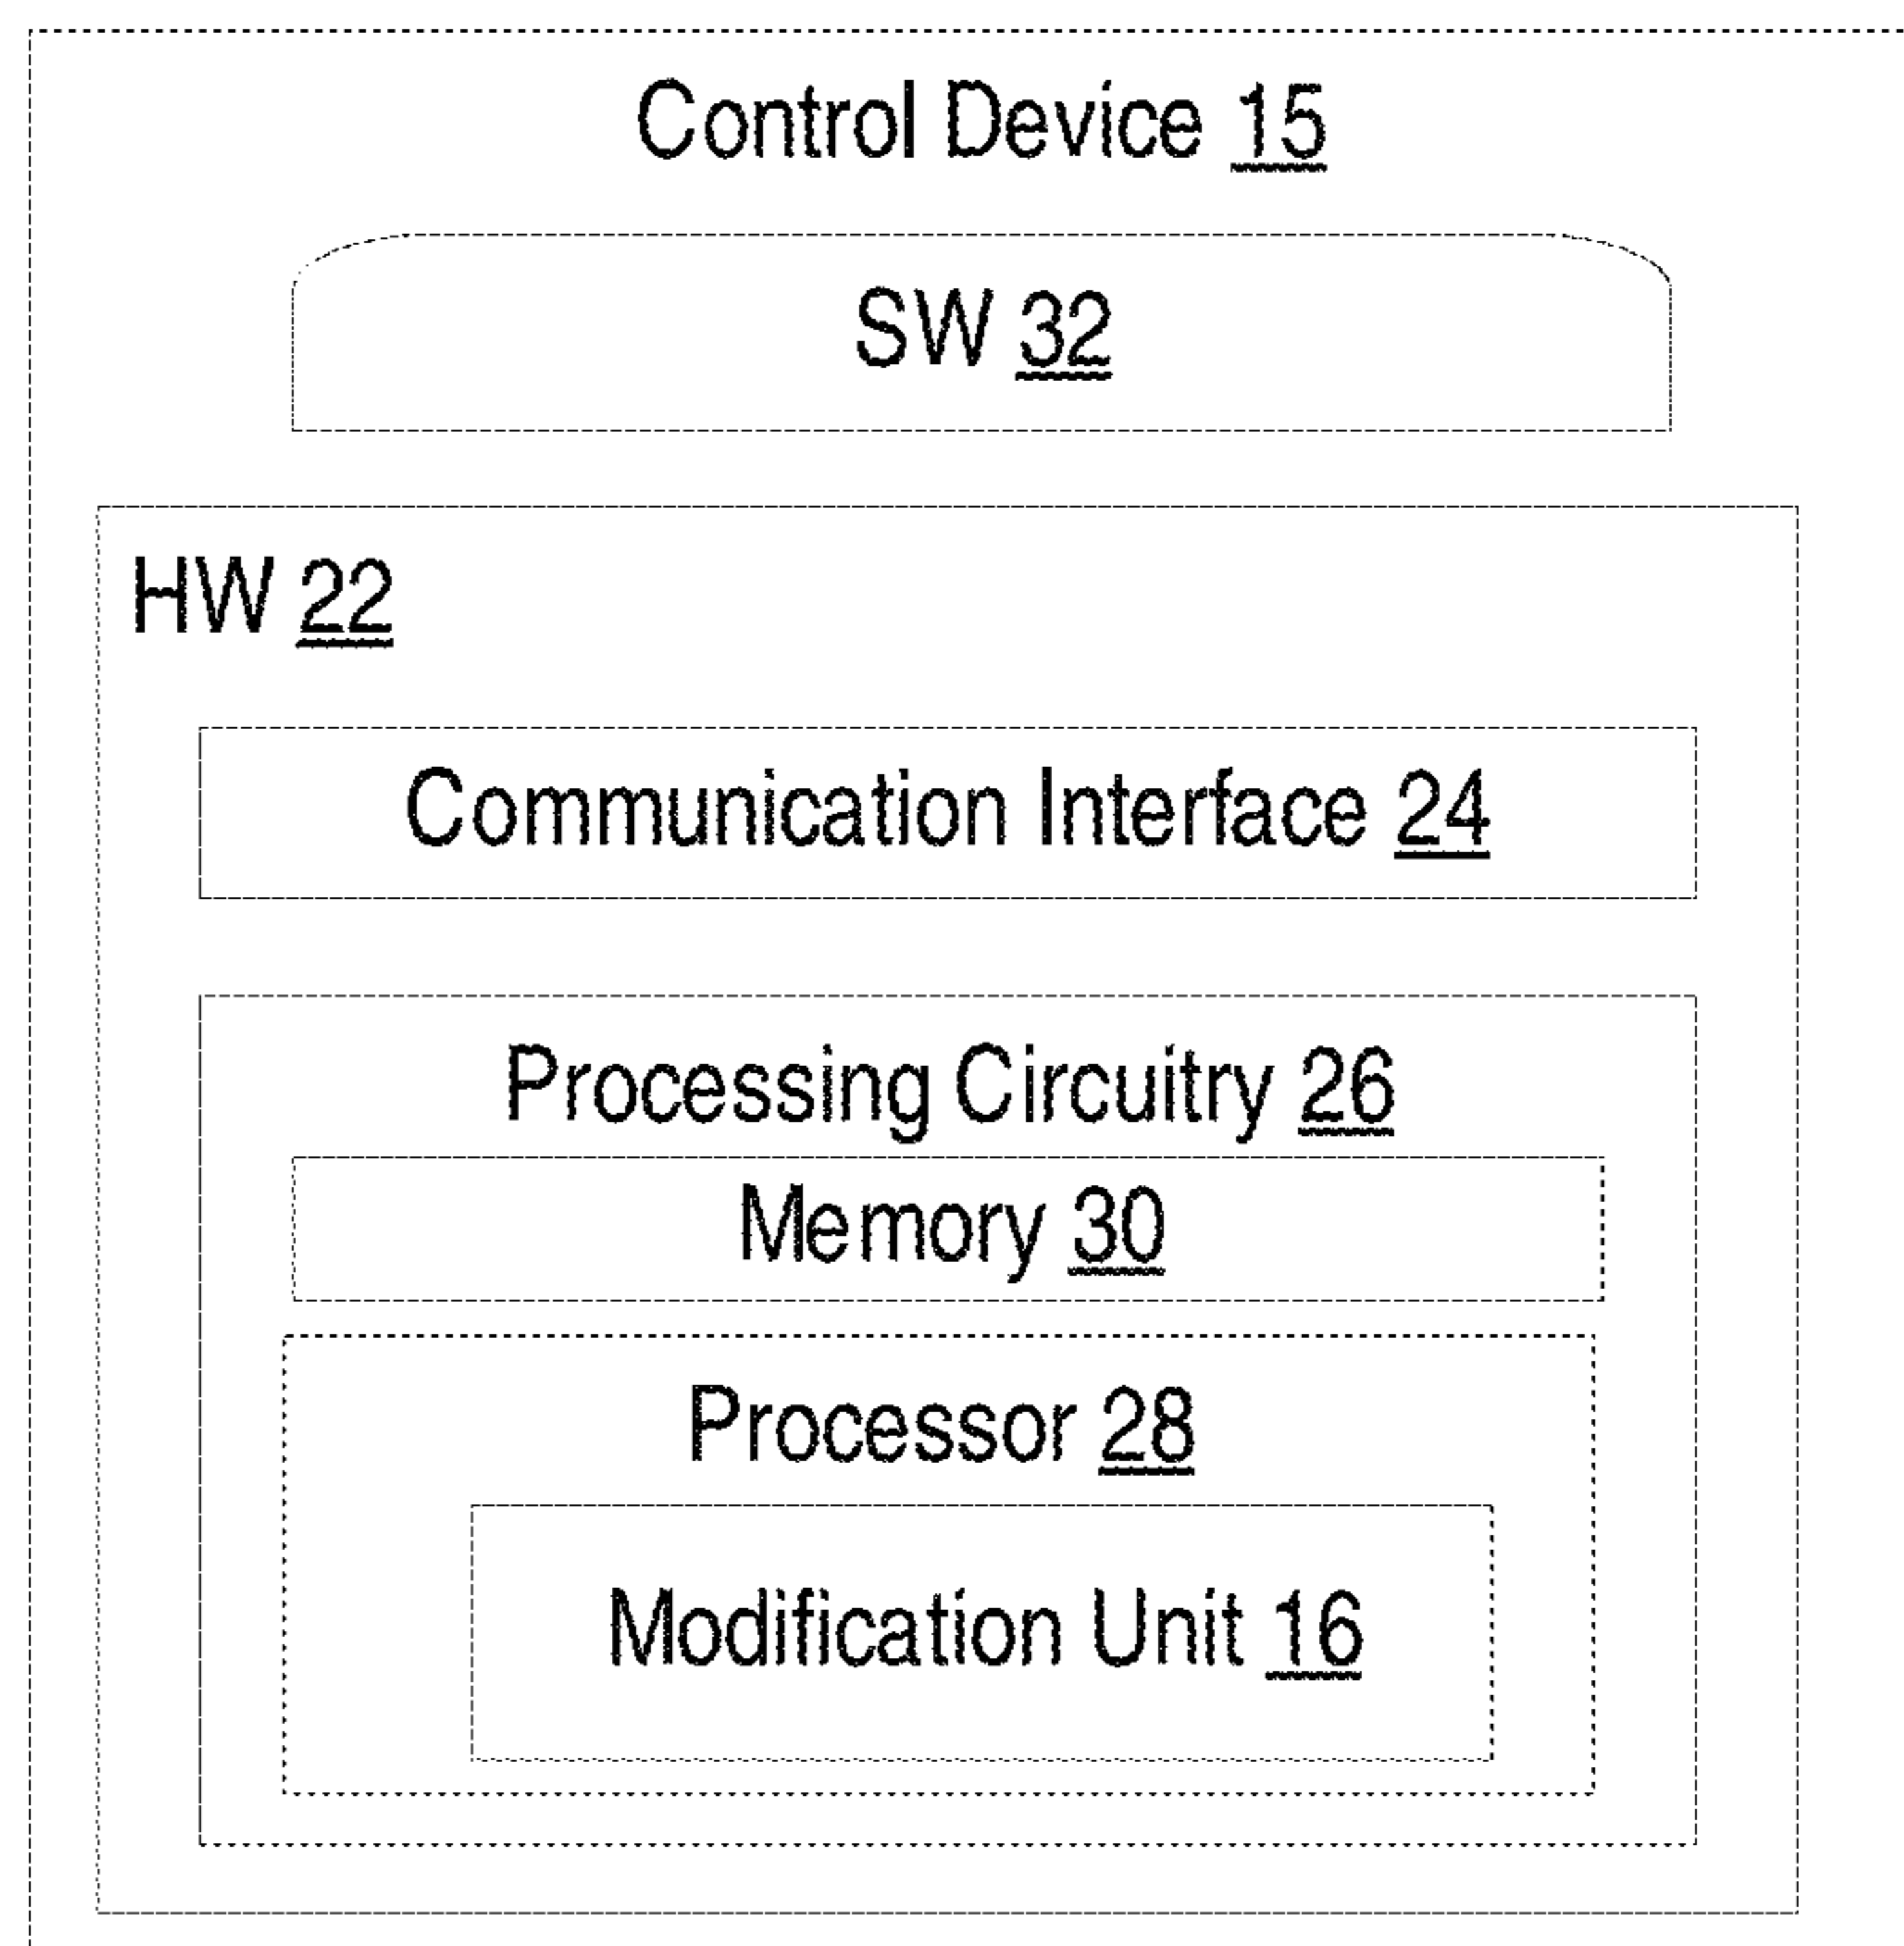 Control Device 15
SW 32
HW 22
Communication Interface 24
Processing Circuitry 26
Memory 30
Processor 28
Modification Unit 16